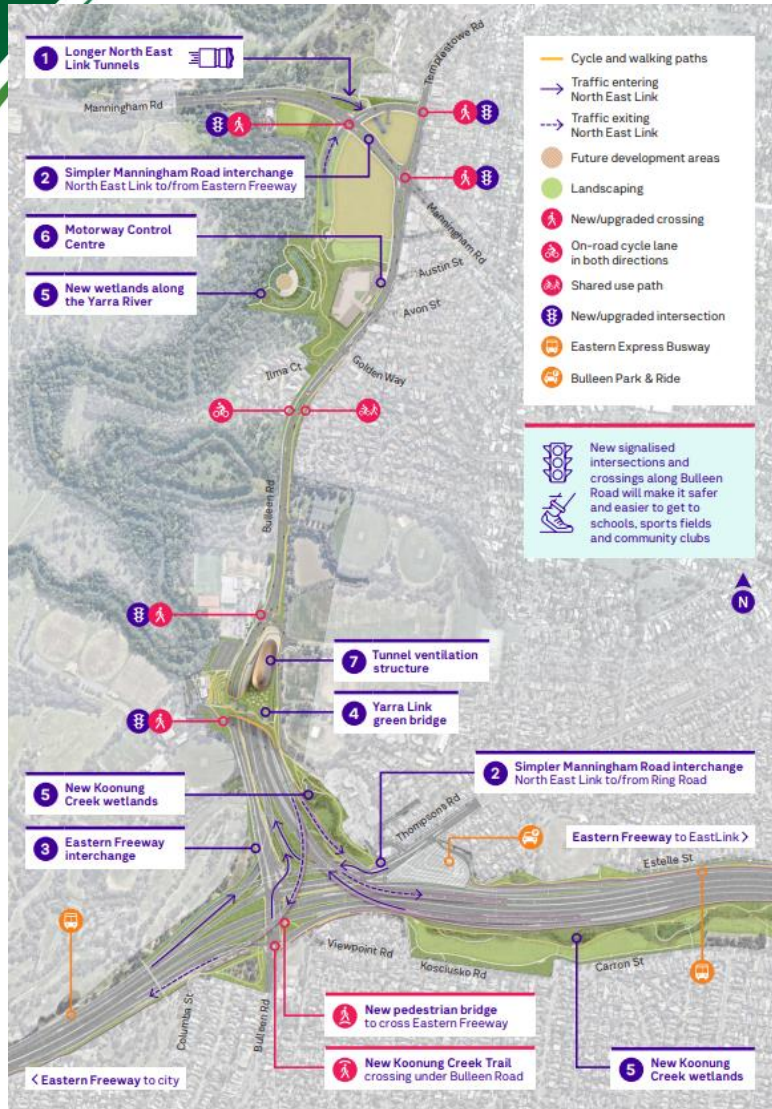 Templestowe Rd
1 Longer North East
Link Tunnels
Manningham Rd
2 Simpler Manningham Road interchange
North East Link to/from Eastern Freeway
6 Motorway Control
Centre
Manningham Rd
Austin St
5 New wetlands along
the Yarra River
Avon St
Ilma Ct
Golden Way
Bulleen Rd
Cycle and walking paths
Traffic entering
North East Link
Traffic exiting
North East Link
Future development areas
Landscaping
New/upgraded crossing
On-road cycle lane
in both directions
Shared use path
New/upgraded intersection
Eastern Express Busway
Bulleen Park & Ride
New signalised
intersections and
crossings along Bulleen
Road will make it safer
and easier to get to
schools, sports fields
and community clubs
N
7 Tunnel ventilation
structure
4 Yarra Link
green bridge
2 Simpler Manningham Road interchange
North East Link to/from Ring Road
5 New Koonung
Creek wetlands
Thompsons Rd
3 Eastern Freeway
interchange
Eastern Freeway to EastLink >
Estelle St
Viewpoint Rd
Kosciusko Rd
Carron St
Columba St
Bulleen Rd
New pedestrian bridge
to cross Eastern Freeway
New Koonung Creek Trail
crossing under Bulleen Road
5 New Koonung
Creek wetlands
< Eastern Freeway to city